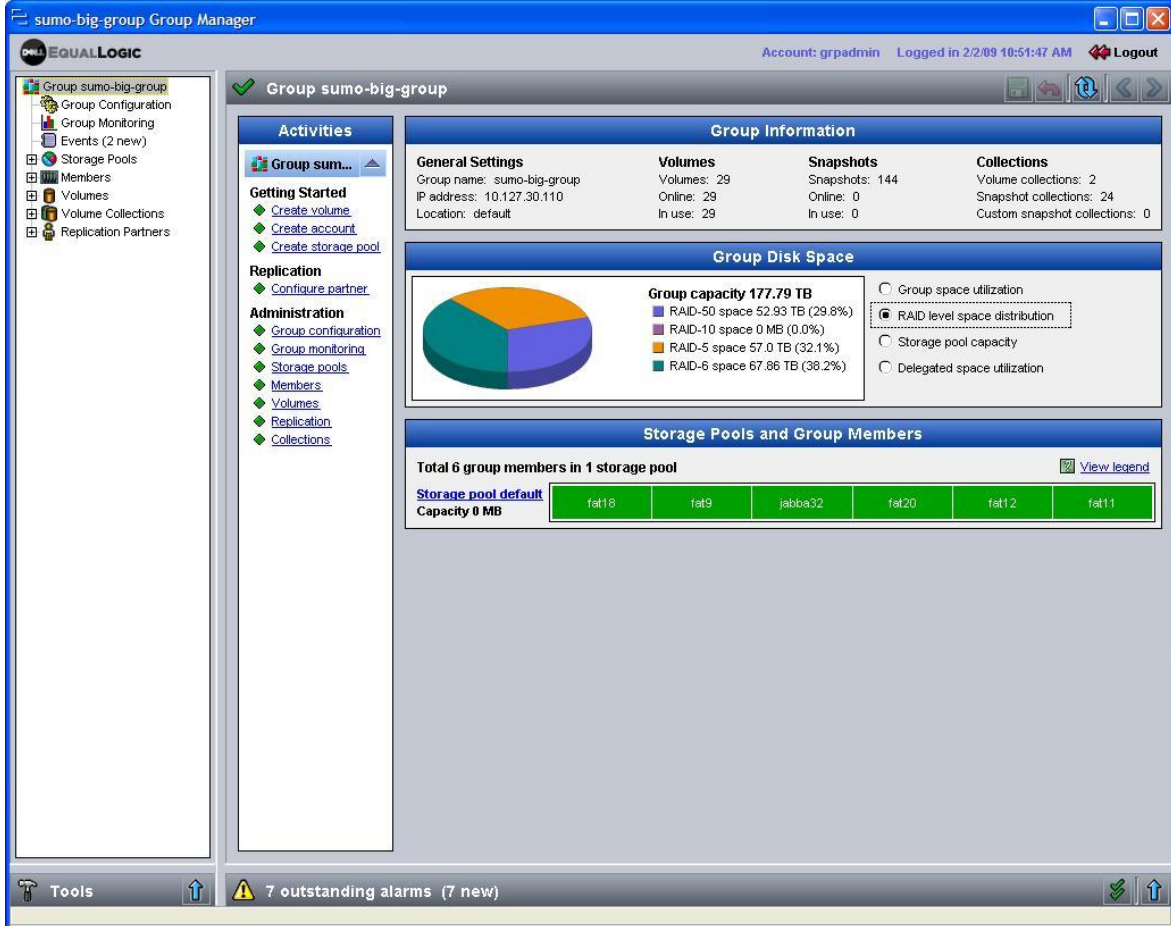 sumo-big-group Group Manager
DELL EQUALLOGIC
Account: grpadmin Logged in 2/2/09 10:51:47 AM Logout
Group sumo-big-group
Group Configuration
Group Monitoring
Events (2 new)
Storage Pools
Members
Volumes
Volume Collections
Replication Partners
Tools
Group sumo-big-group
Activities
Group sum...
Getting Started
Create volume
Create account
Create storage pool
Replication
Configure partner
Administration
Group configuration
Group monitoring
Storage pools
Members
Volumes
Replication
Collections
Group Information
General Settings
Group name: sumo-big-group
IP address: 10.127.30.110
Location: default
Volumes
Volumes: 29
Online: 29
In use: 29
Snapshots
Snapshots: 144
Online: 0
In use: 0
Collections
Volume collections: 2
Snapshot collections: 24
Custom snapshot collections: 0
Group Disk Space
Group capacity 177.79 TB
RAID-50 space 52.93 TB (29.8%)
RAID-10 space 0 MB (0.0%)
RAID-5 space 57.0 TB (32.1%)
RAID-6 space 67.86 TB (38.2%)
Group space utilization
RAID level space distribution
Storage pool capacity
Delegated space utilization
Storage Pools and Group Members
Total 6 group members in 1 storage pool
View legend
Storage pool default
Capacity 0 MB
fat18 fat9 jabba32 fat20 fat12 fat11
7 outstanding alarms (7 new)